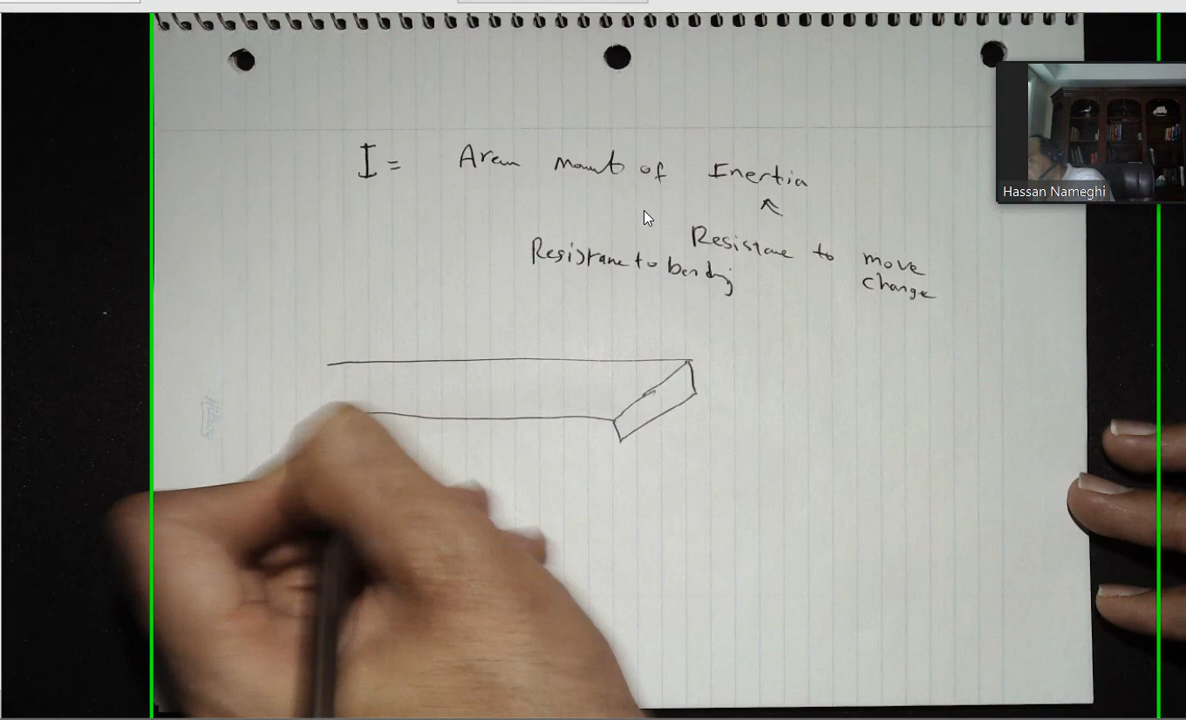 I = Area Moment of Inertia
Resistance to move
change
Resistance to bending
Hassan Nameghi